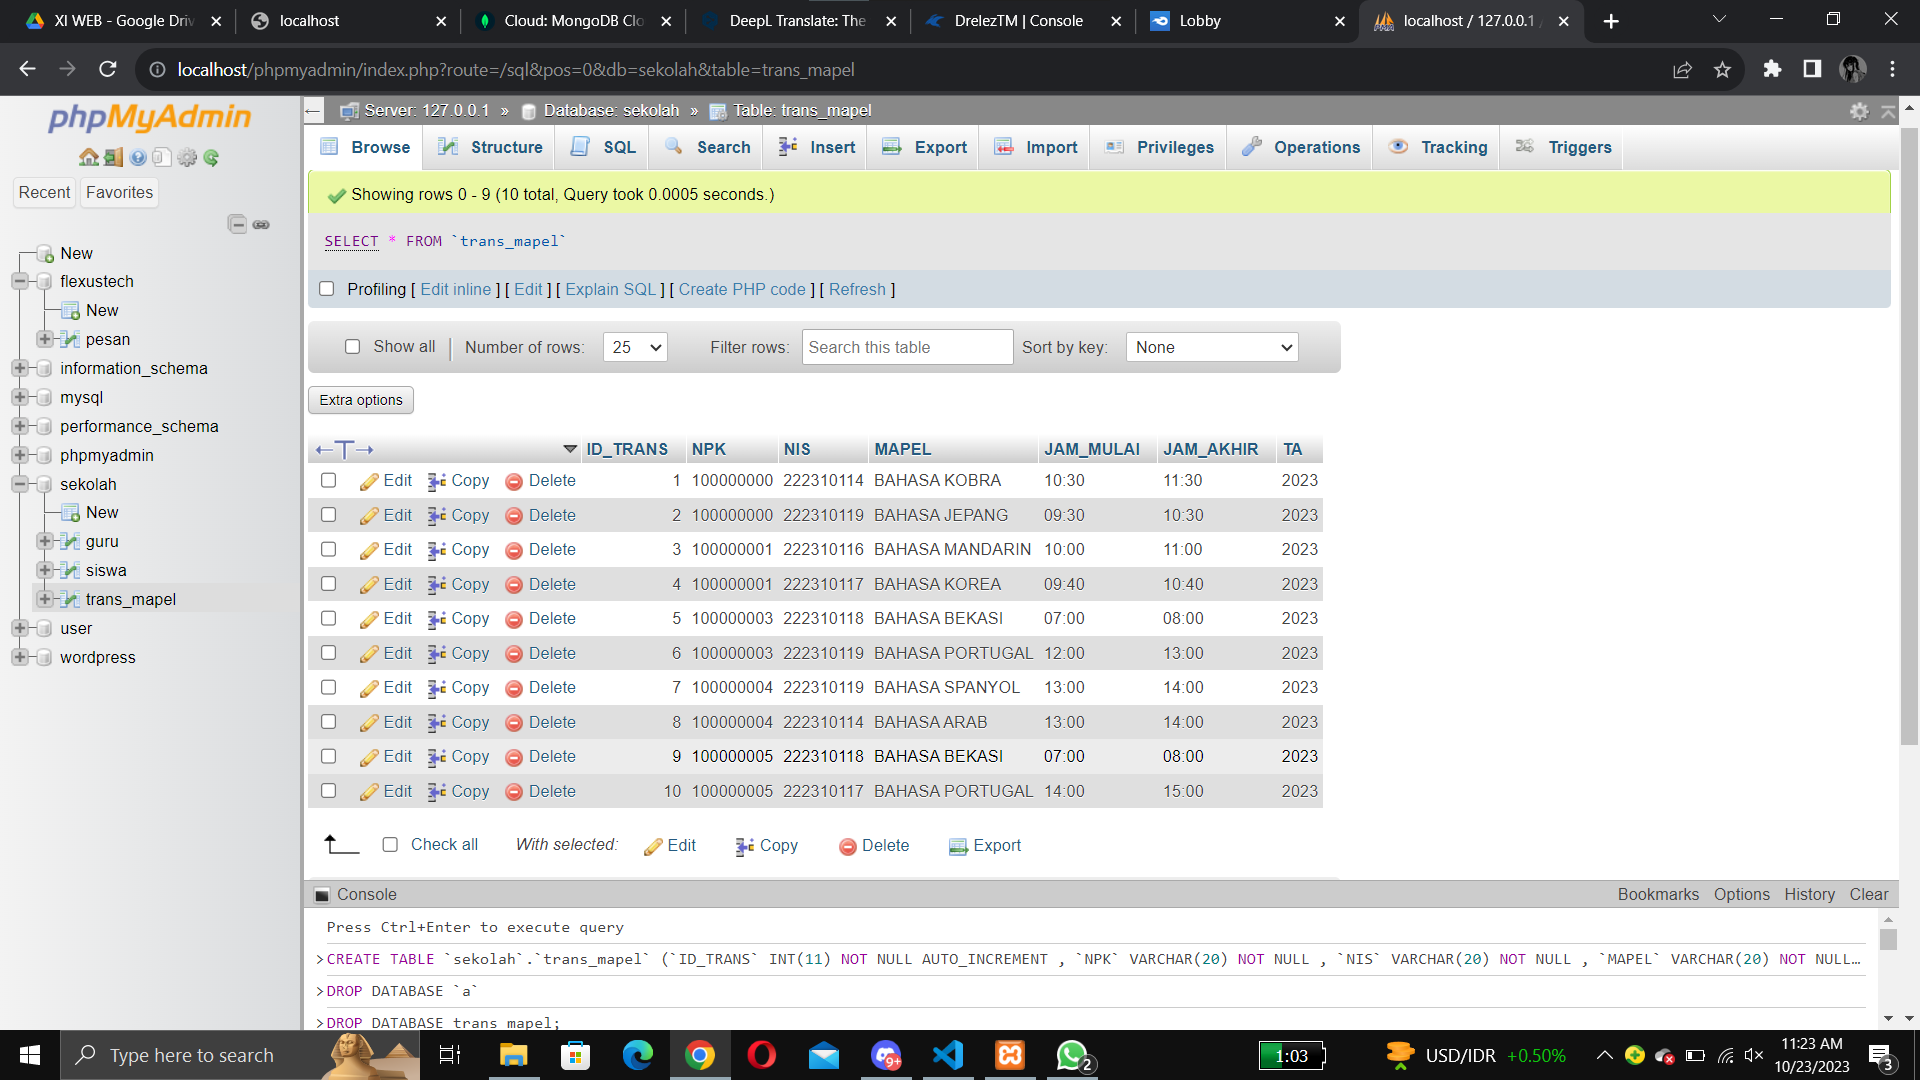 XI WEB - Google Driv
localhost
Cloud: MongoDB Clo
DeepL Translate: The
DrelezTM | Console
Lobby
localhost / 127.0.0.1 /
localhost/phpmyadmin/index.php?route=/sql&pos=0&db=sekolah&table=trans_mapel
phpMyAdmin
Recent Favorites
New
flexustech
New
pesan
information_schema
mysql
performance_schema
phpmyadmin
sekolah
New
guru
siswa
trans_mapel
user
wordpress
Server: 127.0.0.1 » Database: sekolah » Table: trans_mapel
Browse Structure SQL Search Insert Export Import Privileges Operations Tracking Triggers
Showing rows 0 - 9 (10 total, Query took 0.0005 seconds.)
SELECT * FROM `trans_mapel`
Profiling [ Edit inline ] [ Edit ] [ Explain SQL ] [ Create PHP code ] [ Refresh ]
Show all | Number of rows: 25 Filter rows: Search this table Sort by key: None
Extra options
ID_TRANS NPK NIS MAPEL JAM_MULAI JAM_AKHIR TA
Edit Copy Delete 1 100000000 222310114 BAHASA KOBRA 10:30 11:30 2023
Edit Copy Delete 2 100000000 222310119 BAHASA JEPANG 09:30 10:30 2023
Edit Copy Delete 3 100000001 222310116 BAHASA MANDARIN 10:00 11:00 2023
Edit Copy Delete 4 100000001 222310117 BAHASA KOREA 09:40 10:40 2023
Edit Copy Delete 5 100000003 222310118 BAHASA BEKASI 07:00 08:00 2023
Edit Copy Delete 6 100000003 222310119 BAHASA PORTUGAL 12:00 13:00 2023
Edit Copy Delete 7 100000004 222310119 BAHASA SPANYOL 13:00 14:00 2023
Edit Copy Delete 8 100000004 222310114 BAHASA ARAB 13:00 14:00 2023
Edit Copy Delete 9 100000005 222310118 BAHASA BEKASI 07:00 08:00 2023
Edit Copy Delete 10 100000005 222310117 BAHASA PORTUGAL 14:00 15:00 2023
Check all With selected: Edit Copy Delete Export
Console Bookmarks Options History Clear
Press Ctrl+Enter to execute query
>CREATE TABLE `sekolah`.`trans_mapel` (`ID_TRANS` INT(11) NOT NULL AUTO_INCREMENT , `NPK` VARCHAR(20) NOT NULL , `NIS` VARCHAR(20) NOT NULL , `MAPEL` VARCHAR(20) NOT NULL…
>DROP DATABASE `a`
>DROP DATABASE trans_mapel;
Type here to search
9+
2
1:03
USD/IDR +0.50%
11:23 AM
10/23/2023
3